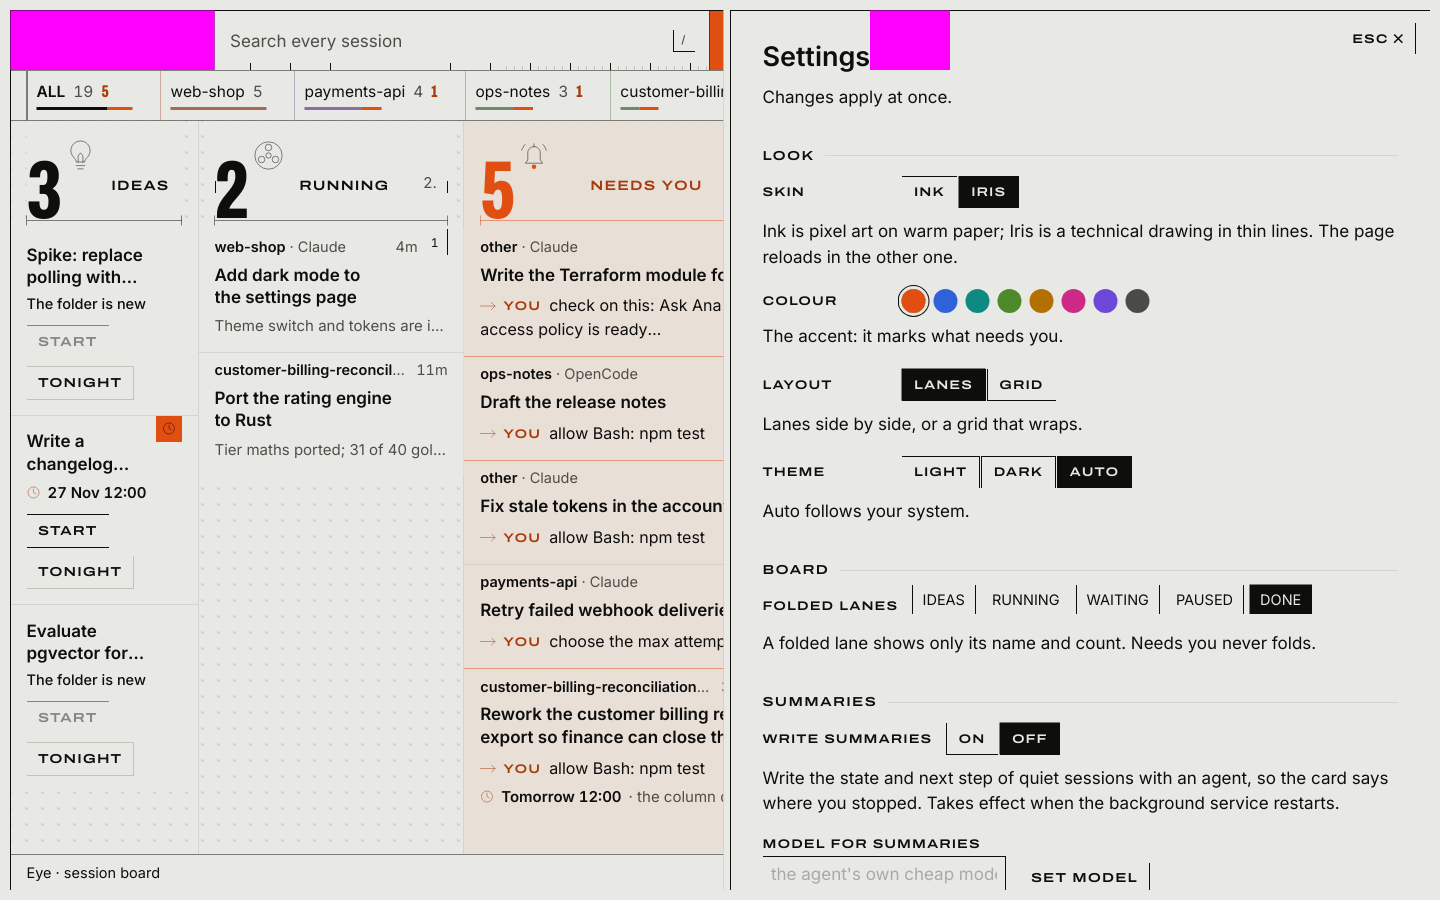 Search every session /
ALL 19 5 web-shop 5 payments-api 4 1 ops-notes 3 1
3 IDEAS
Spike: replace
polling with...
The folder is new
START
TONIGHT
Write a
changelog...
27 Nov 12:00
START
TONIGHT
Evaluate
pgvector for...
The folder is new
START
TONIGHT
2 RUNNING 2.
web-shop · Claude 4m 1
Add dark mode to
the settings page
Theme switch and tokens are i...
customer-billing-reconcil... 11m
Port the rating engine
to Rust
Tier maths ported; 31 of 40 gol...
5 NEEDS YOU
other · Claude
Write the Terraform module
→ YOU check on this: Ask Ana
access policy is ready...
ops-notes · OpenCode
Draft the release notes
→ YOU allow Bash: npm test
other · Claude
Fix stale tokens in the
→ YOU allow Bash: npm test
payments-api · Claude
Retry failed webhook
→ YOU choose the max
customer-billing-reconciliation...
Rework the customer billing
export so finance can close
→ YOU allow Bash: npm test
Tomorrow 12:00 · the column
Eye · session board
Settings
ESC ×
Changes apply at once.
LOOK
SKIN INK IRIS
Ink is pixel art on warm paper; Iris is a technical drawing in thin lines. The page
reloads in the other one.
COLOUR
The accent: it marks what needs you.
LAYOUT LANES GRID
Lanes side by side, or a grid that wraps.
THEME LIGHT DARK AUTO
Auto follows your system.
BOARD
FOLDED LANES IDEAS RUNNING WAITING PAUSED DONE
A folded lane shows only its name and count. Needs you never folds.
SUMMARIES
WRITE SUMMARIES ON OFF
Write the state and next step of quiet sessions with an agent, so the card says
where you stopped. Takes effect when the background service restarts.
MODEL FOR SUMMARIES
the agent's own cheap SET MODEL